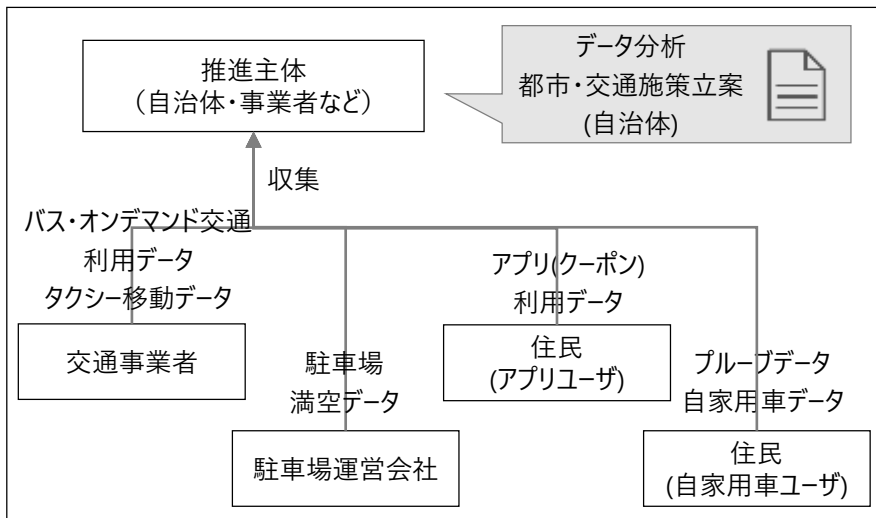 推進主体
（自治体・事業者など）
データ分析
都市・交通施策立案
(自治体)
収集
バス・オンデマンド交通
利用データ
タクシー移動データ
交通事業者
駐車場
満空データ
駐車場運営会社
アプリ(クーポン)
利用データ
住民
(アプリユーザ)
プルーブデータ
自家用車データ
住民
(自家用車ユーザ)